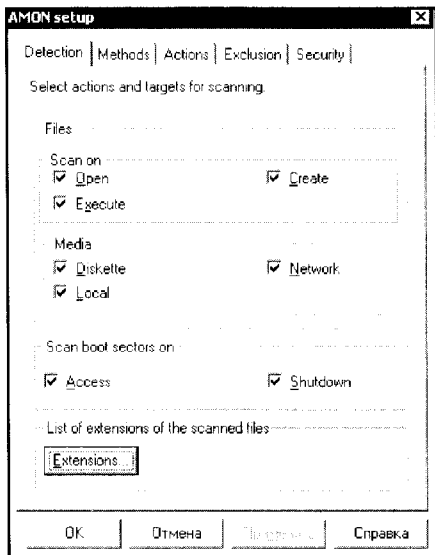 AMON setup
Detection Methods Actions Exclusion Security
Select actions and targets for scanning.
Files
Scan on
Open Create
Execute
Media
Diskette Network
Local
Scan boot sectors on
Access Shutdown
List of extensions of the scanned files
Extensions...
OK Отмена Справка